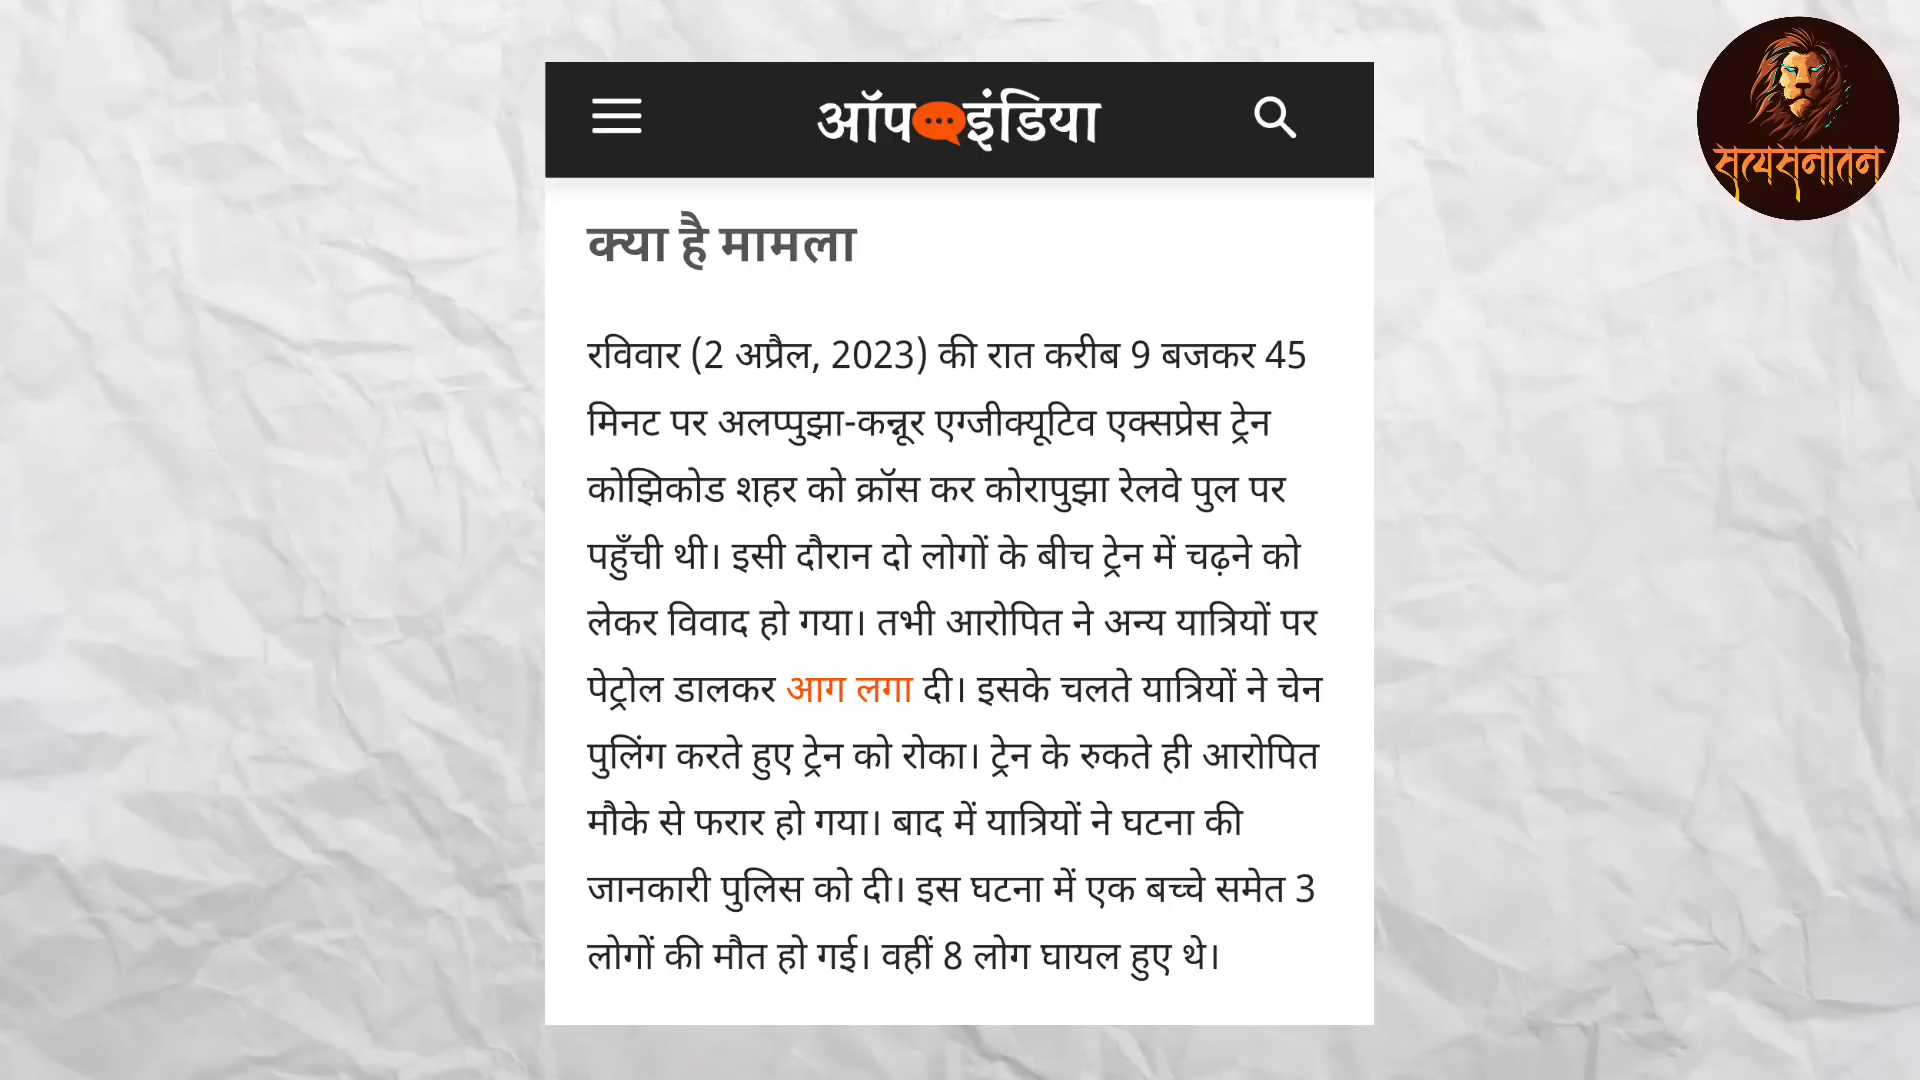 ऑप इंडिया
सत्यसनातन
क्या है मामला
रविवार (2 अप्रैल, 2023) की रात करीब 9 बजकर 45
मिनट पर अलप्पुझा-कन्नूर एग्जीक्यूटिव एक्सप्रेस ट्रेन
कोझिकोड शहर को क्रॉस कर कोरापुझा रेलवे पुल पर
पहुँची थी। इसी दौरान दो लोगों के बीच ट्रेन में चढ़ने को
लेकर विवाद हो गया। तभी आरोपित ने अन्य यात्रियों पर
पेट्रोल डालकर आग लगा दी। इसके चलते यात्रियों ने चेन
पुलिंग करते हुए ट्रेन को रोका। ट्रेन के रुकते ही आरोपित
मौके से फरार हो गया। बाद में यात्रियों ने घटना की
जानकारी पुलिस को दी। इस घटना में एक बच्चे समेत 3
लोगों की मौत हो गई। वहीं 8 लोग घायल हुए थे।